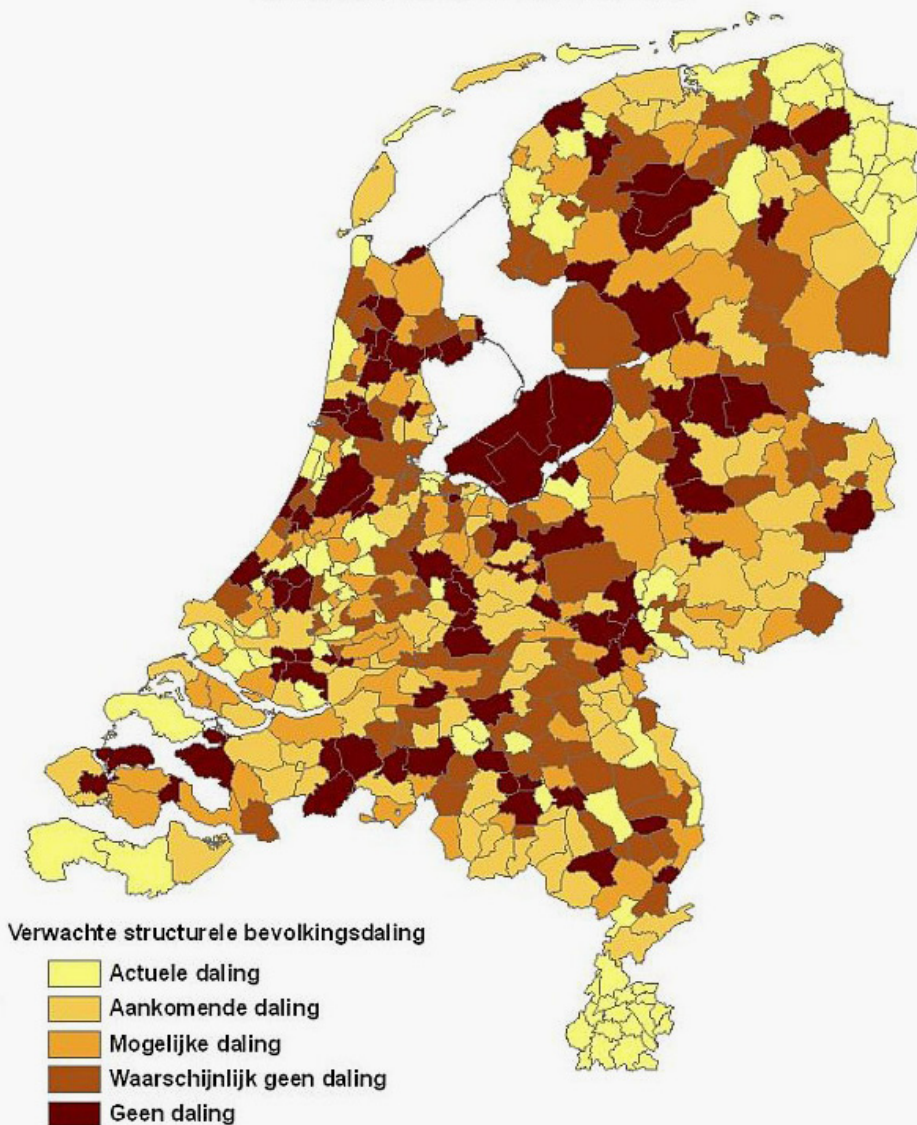 Verwachte structurele bevolkingsdaling
Actuele daling
Aankomende daling
Mogelijke daling
Waarschijnlijk geen daling
Geen daling